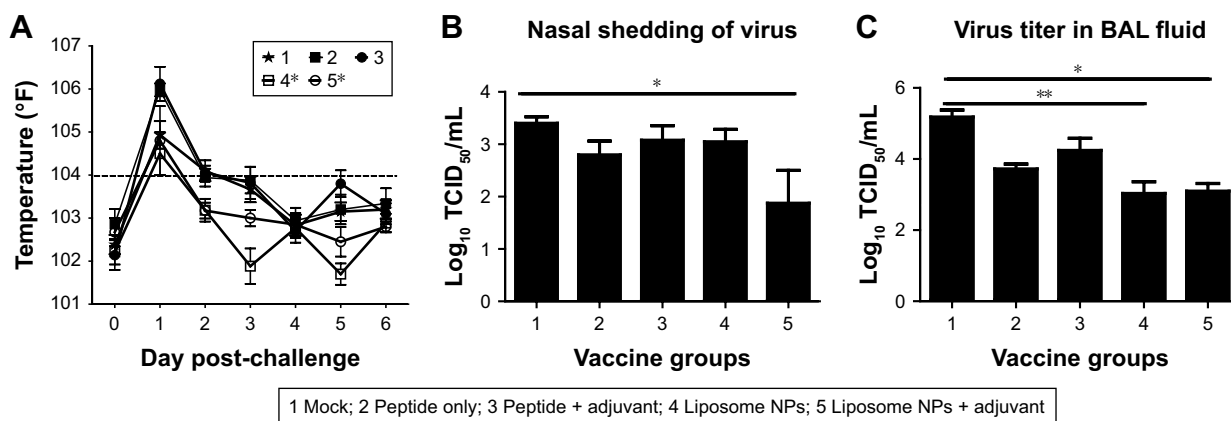 A
Temperature (°F)
107
106
105
104
103
102
101
0 1 2 3 4 5 6
Day post-challenge
1 2 3
4* 5*
B Nasal shedding of virus
Log10 TCID50/mL
4
3
2
1
0
*
1 2 3 4 5
Vaccine groups
C Virus titer in BAL fluid
Log10 TCID50/mL
6
4
2
0
*
**
1 2 3 4 5
Vaccine groups
1 Mock; 2 Peptide only; 3 Peptide + adjuvant; 4 Liposome NPs; 5 Liposome NPs + adjuvant